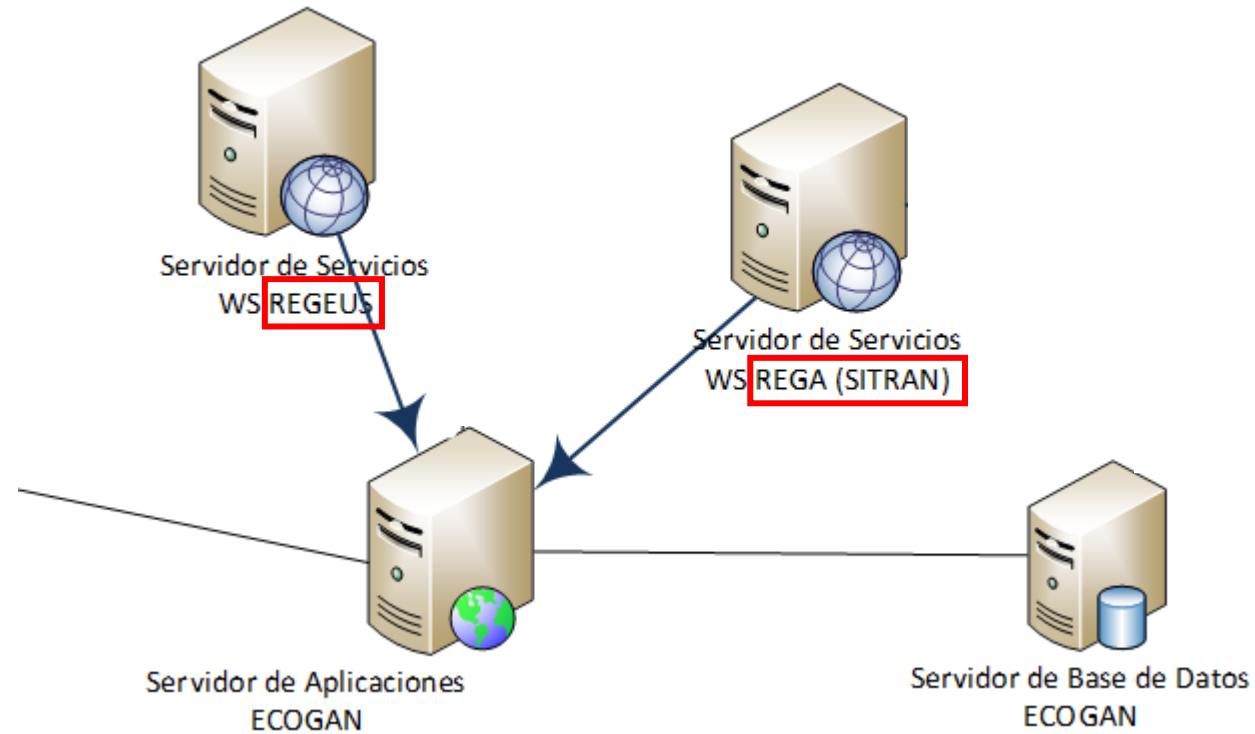 Servidor de Servicios
WS REGEUS
Servidor de Servicios
WS REGA (SITRAN)
Servidor de Aplicaciones
ECOGAN
Servidor de Base de Datos
ECOGAN